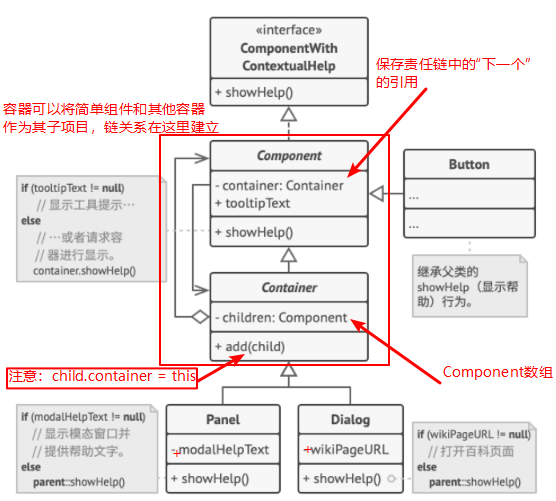 «interface»
ComponentWith
ContextualHelp
+ showHelp()
保存责任链中的“下一个”
的引用
容器可以将简单组件和其他容器
作为其子项目，链关系在这里建立
Component
- container: Container
+ tooltipText
+ showHelp()
Button
...
...
if (tooltipText != null)
// 显示工具提示…
else
// …或者请求容
// 器进行显示。
container.showHelp()
继承父类的
showHelp（显示帮
助）行为。
Container
- children: Component
+ add(child)
注意：child.container = this
Component数组
Panel
+modalHelpText
+ showHelp()
Dialog
+wikiPageURL
+ showHelp()
if (modalHelpText != null)
// 显示模态窗口并
// 提供帮助文字。
else
parent::showHelp()
if (wikiPageURL != null)
// 打开百科页面
else
parent::showHelp()